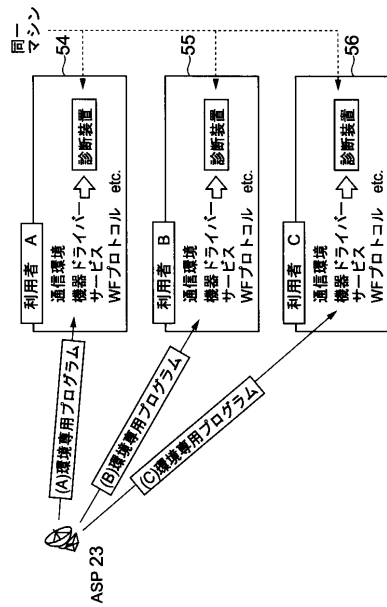 同一
マシン
54
利用者 A
通信環境
機器ドライバー
サービス
WFプロトコル etc.
診断装置
55
利用者 B
通信環境
機器ドライバー
サービス
WFプロトコル etc.
診断装置
56
利用者 C
通信環境
機器ドライバー
サービス
WFプロトコル etc.
診断装置
(A)環境専用プログラム
(B)環境専用プログラム
(C)環境専用プログラム
ASP 23